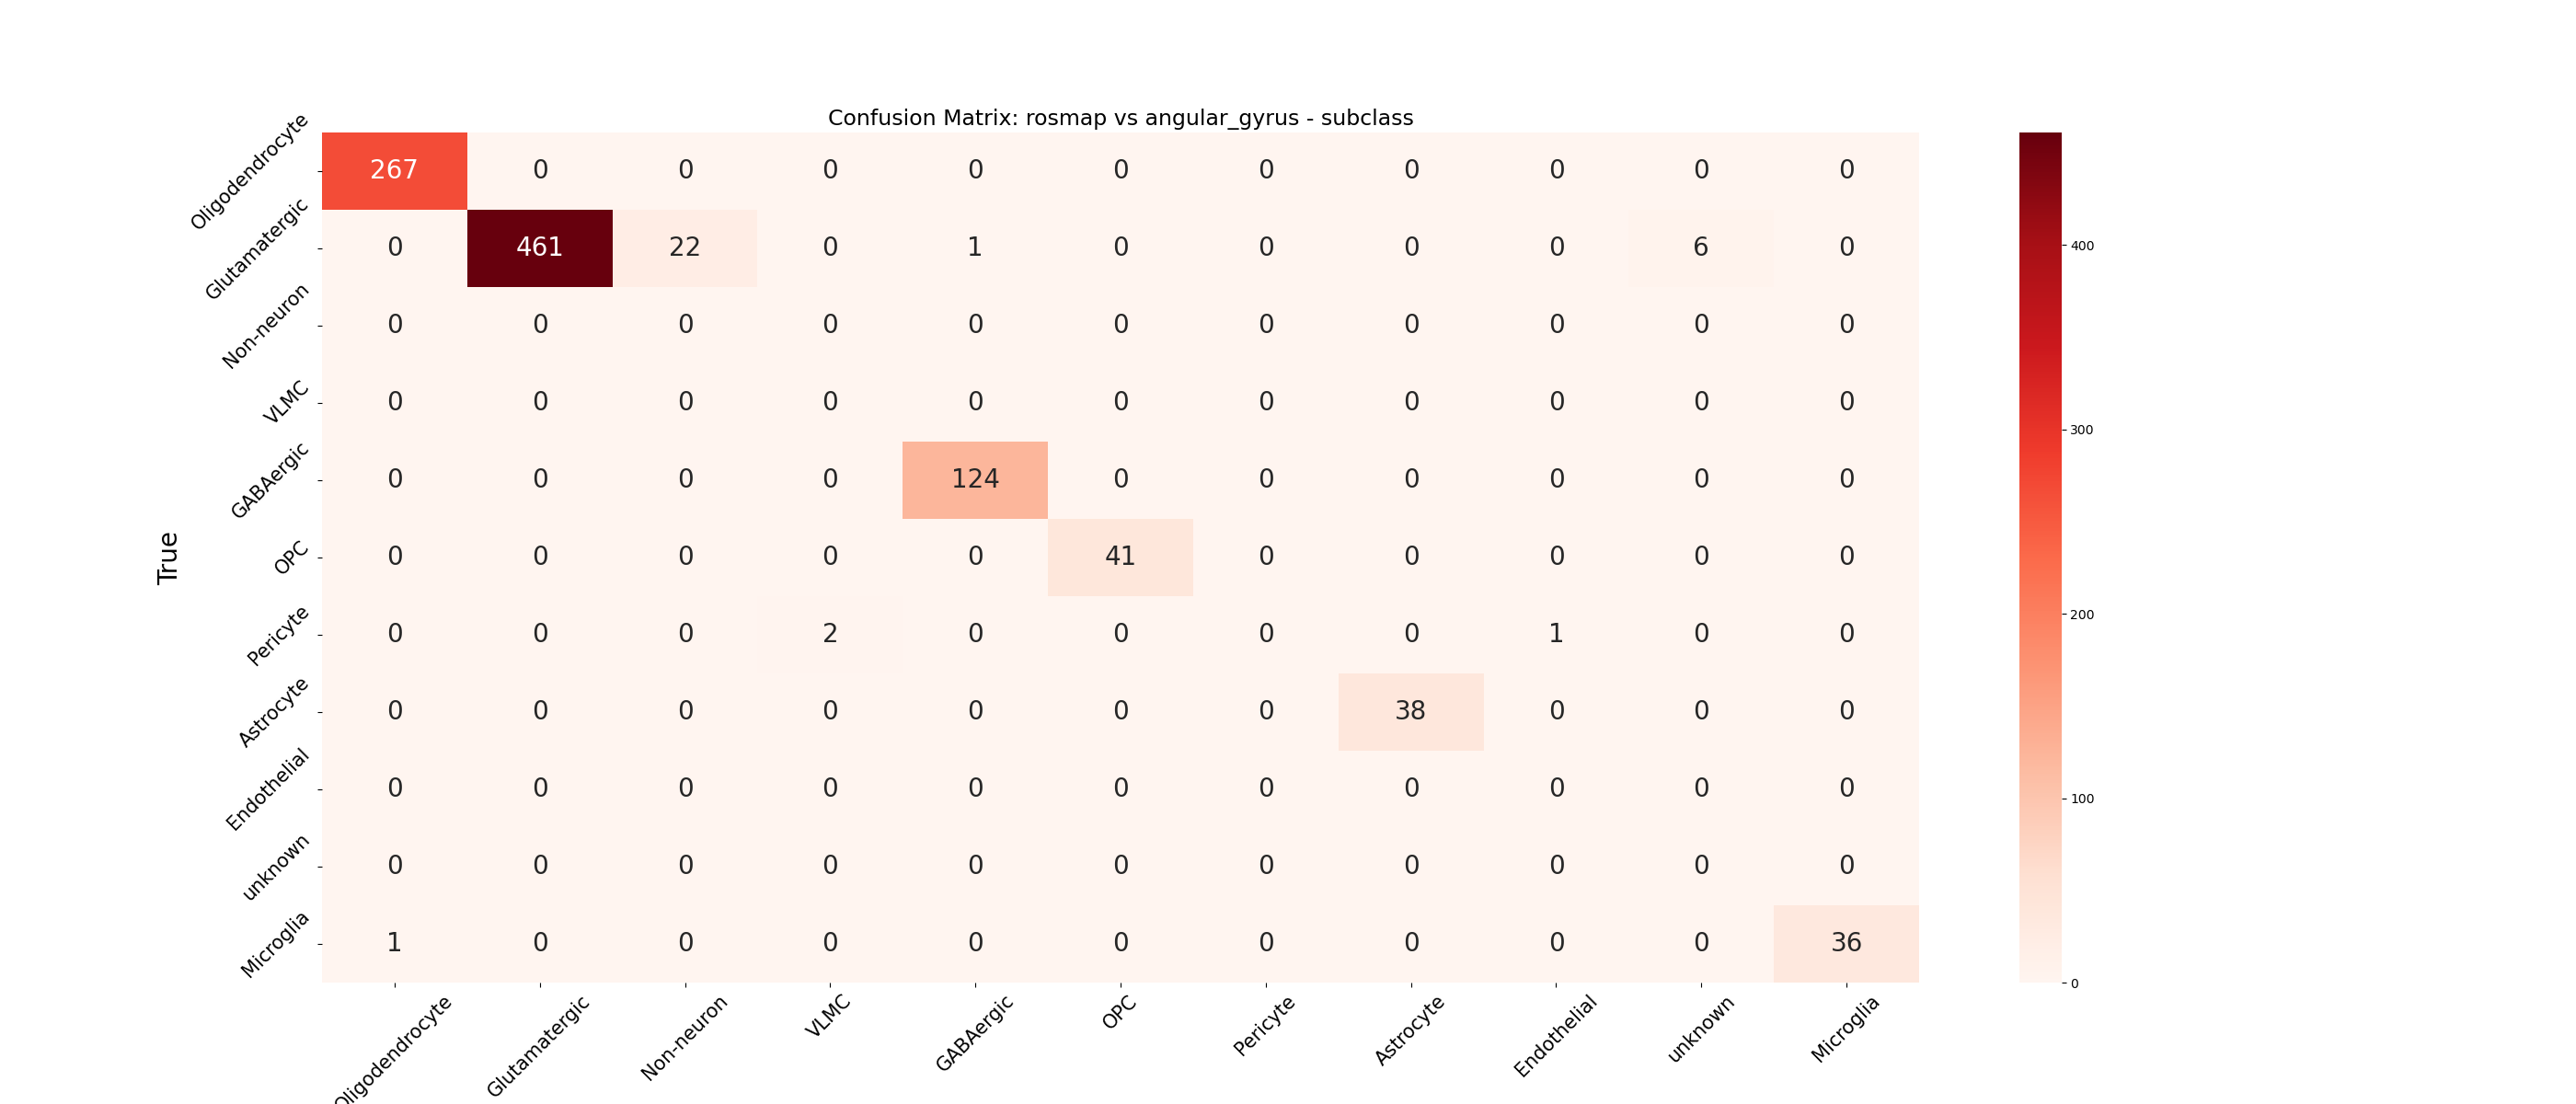 Confusion Matrix: rosmap vs angular_gyrus - subclass
True
Oligodendrocyte 267 0 0 0 0 0 0 0 0 0 0
Glutamatergic 0 461 22 0 1 0 0 0 0 6 0
Non-neuron 0 0 0 0 0 0 0 0 0 0 0
VLMC 0 0 0 0 0 0 0 0 0 0 0
GABAergic 0 0 0 0 124 0 0 0 0 0 0
OPC 0 0 0 0 0 41 0 0 0 0 0
Pericyte 0 0 0 2 0 0 0 0 1 0 0
Astrocyte 0 0 0 0 0 0 0 38 0 0 0
Endothelial 0 0 0 0 0 0 0 0 0 0 0
unknown 0 0 0 0 0 0 0 0 0 0 0
Microglia 1 0 0 0 0 0 0 0 0 0 36
Oligodendrocyte Glutamatergic Non-neuron VLMC GABAergic OPC Pericyte Astrocyte Endothelial unknown Microglia
400
300
200
100
0